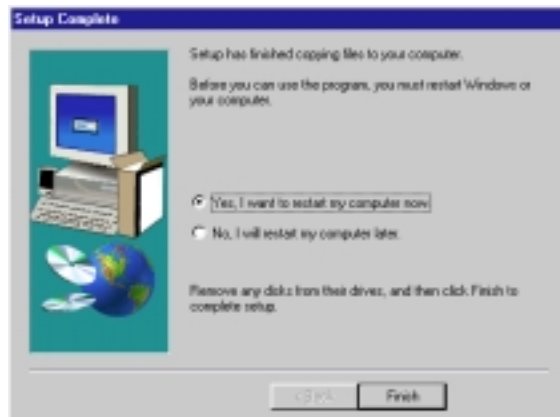 Setup Complete
Setup has finished copying files to your computer.
Before you can use the program, you must restart Windows or
your computer.
Yes, I want to restart my computer now.
No, I will restart my computer later.
Remove any disks from their drives, and then click Finish to
complete setup.
< Back
Finish